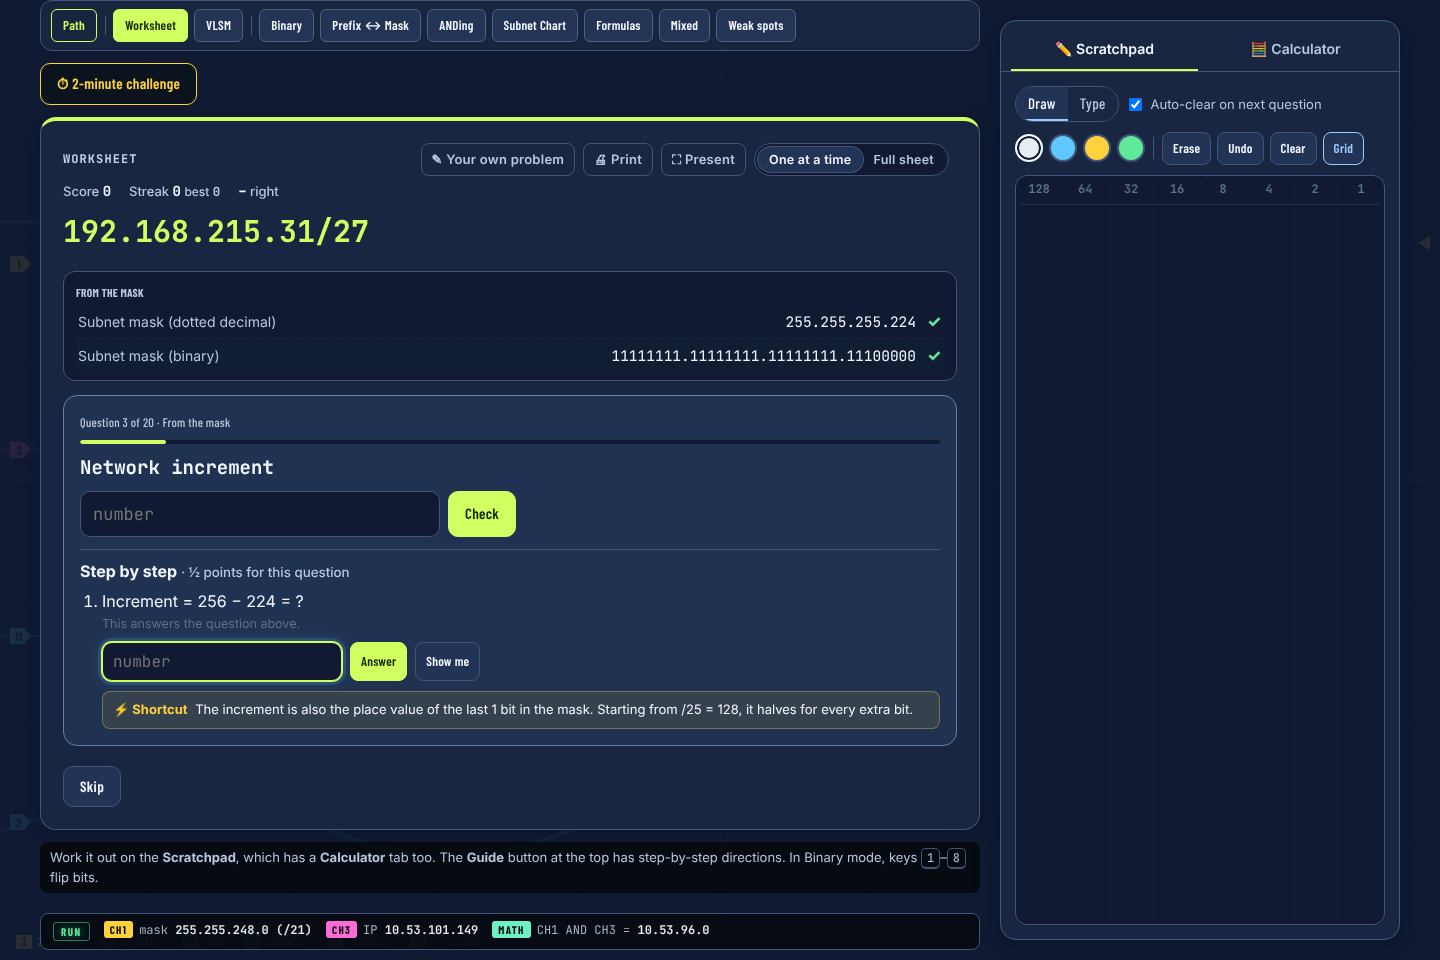 Path Worksheet VLSM Binary Prefix ↔ Mask ANDing Subnet Chart Formulas Mixed Weak spots
⏱ 2-minute challenge
WORKSHEET
✎ Your own problem 🖨 Print ⛶ Present One at a time Full sheet
Score 0 Streak 0 best 0 – right
192.168.215.31/27
FROM THE MASK
Subnet mask (dotted decimal) 255.255.255.224 ✓
Subnet mask (binary) 11111111.11111111.11111111.11100000 ✓
Question 3 of 20 · From the mask
Network increment
number Check
Step by step · ½ points for this question
1. Increment = 256 − 224 = ?
This answers the question above.
number Answer Show me
⚡ Shortcut The increment is also the place value of the last 1 bit in the mask. Starting from /25 = 128, it halves for every extra bit.
Skip
Work it out on the Scratchpad, which has a Calculator tab too. The Guide button at the top has step-by-step directions. In Binary mode, keys 1–8
flip bits.
RUN CH1 mask 255.255.248.0 (/21) CH3 IP 10.53.101.149 MATH CH1 AND CH3 = 10.53.96.0
✏️ Scratchpad 🧮 Calculator
Draw Type Auto-clear on next question
Erase Undo Clear Grid
128 64 32 16 8 4 2 1